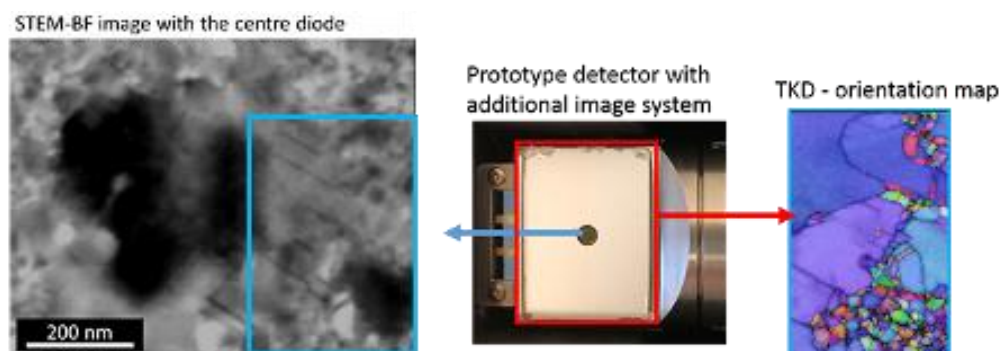 STEM-BF image with the centre diode
200 nm
Prototype detector with
additional image system
TKD - orientation map